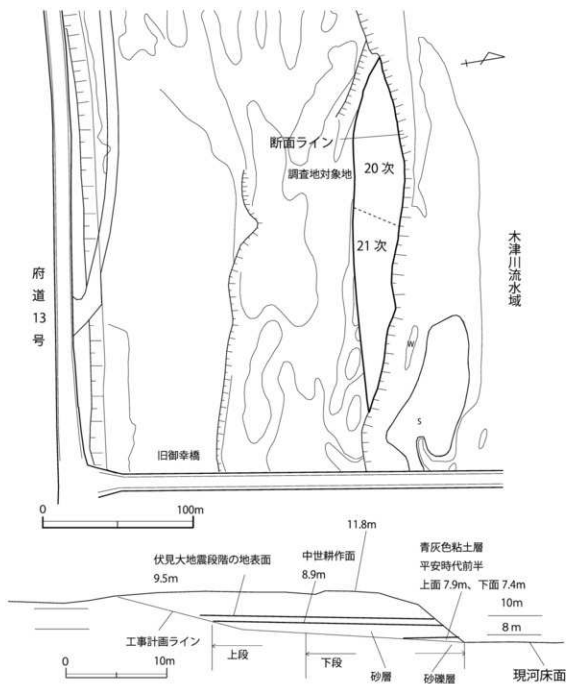 断面ライン
調査地対象地
20 次
21 次
木津川流水域
府道13号
W
S
旧御幸橋
0 100m
11.8m
伏見大地震段階の地表面
9.5m
中世耕作面
8.9m
青灰色粘土層
平安時代前半
上面 7.9m、下面 7.4m
10m
8 m
工事計画ライン
上段
下段
砂層
砂礫層
現河床面
0 10m